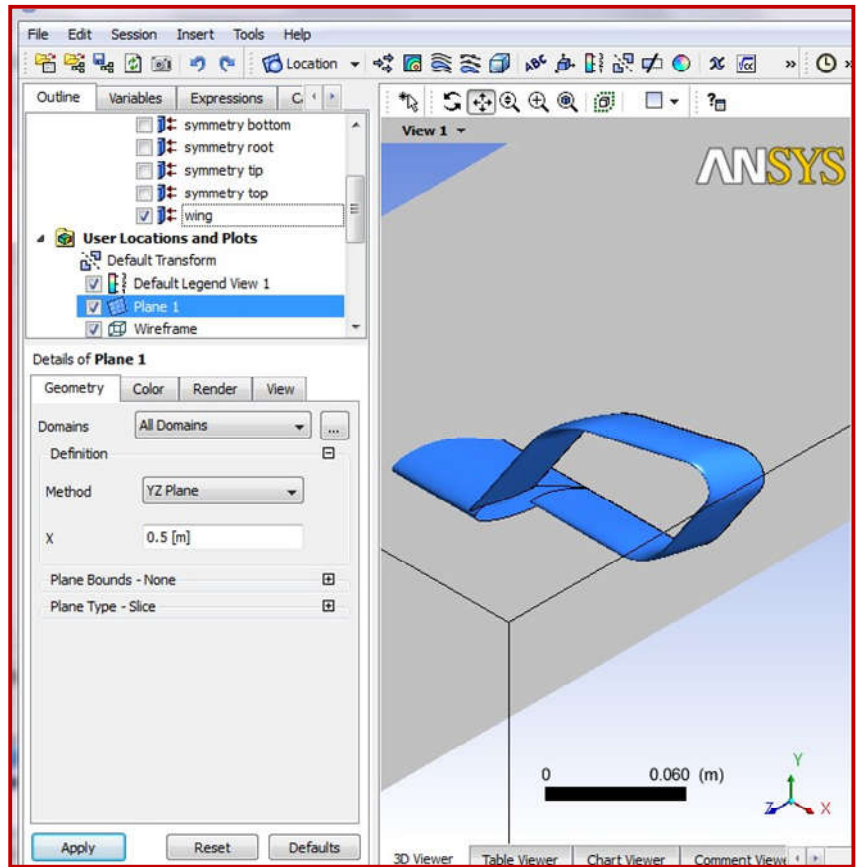 File Edit Session Insert Tools Help
Location
Outline Variables Expressions
symmetry bottom
symmetry root
symmetry tip
symmetry top
wing
User Locations and Plots
Default Transform
Default Legend View 1
Plane 1
Wireframe
Details of Plane 1
Geometry Color Render View
Domains All Domains ...
Definition
Method YZ Plane
X 0.5 [m]
Plane Bounds - None
Plane Type - Slice
Apply Reset Defaults
View 1
ANSYS
0 0.060 (m)
Y
Z X
3D Viewer Table Viewer Chart Viewer Comment Viewe